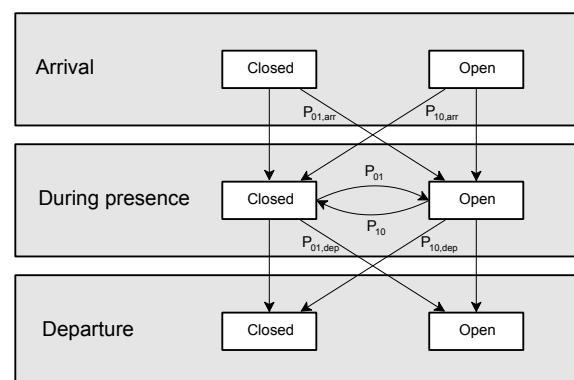 Arrival
Closed
Open
P01,arr
P10,arr
During presence
Closed
P01
Open
P10
P01,dep
P10,dep
Departure
Closed
Open